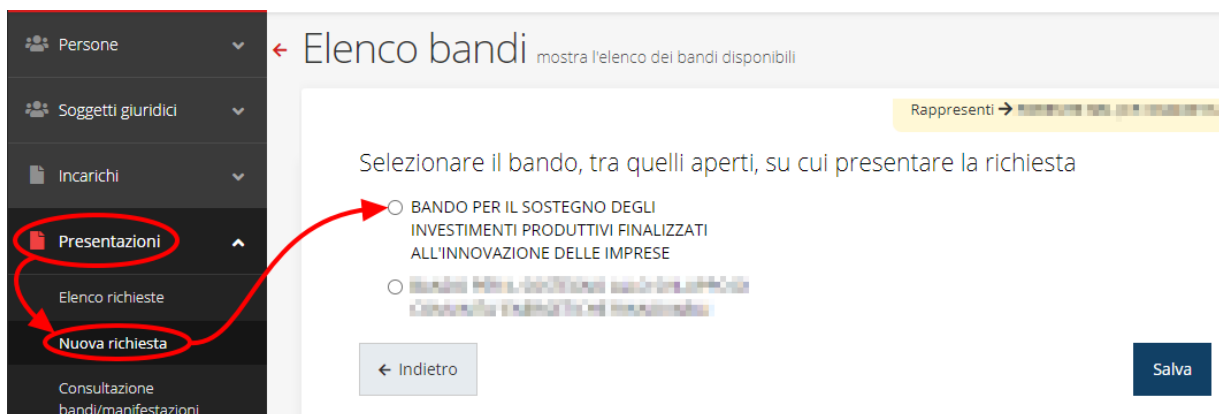 Persone
Soggetti giuridici
Incarichi
Presentazioni
Elenco richieste
Nuova richiesta
Consultazione
bandi/manifestazioni
Elenco bandi mostra l'elenco dei bandi disponibili
Rappresenti
Selezionare il bando, tra quelli aperti, su cui presentare la richiesta
BANDO PER IL SOSTEGNO DEGLI
INVESTIMENTI PRODUTTIVI FINALIZZATI
ALL'INNOVAZIONE DELLE IMPRESE
Indietro
Salva